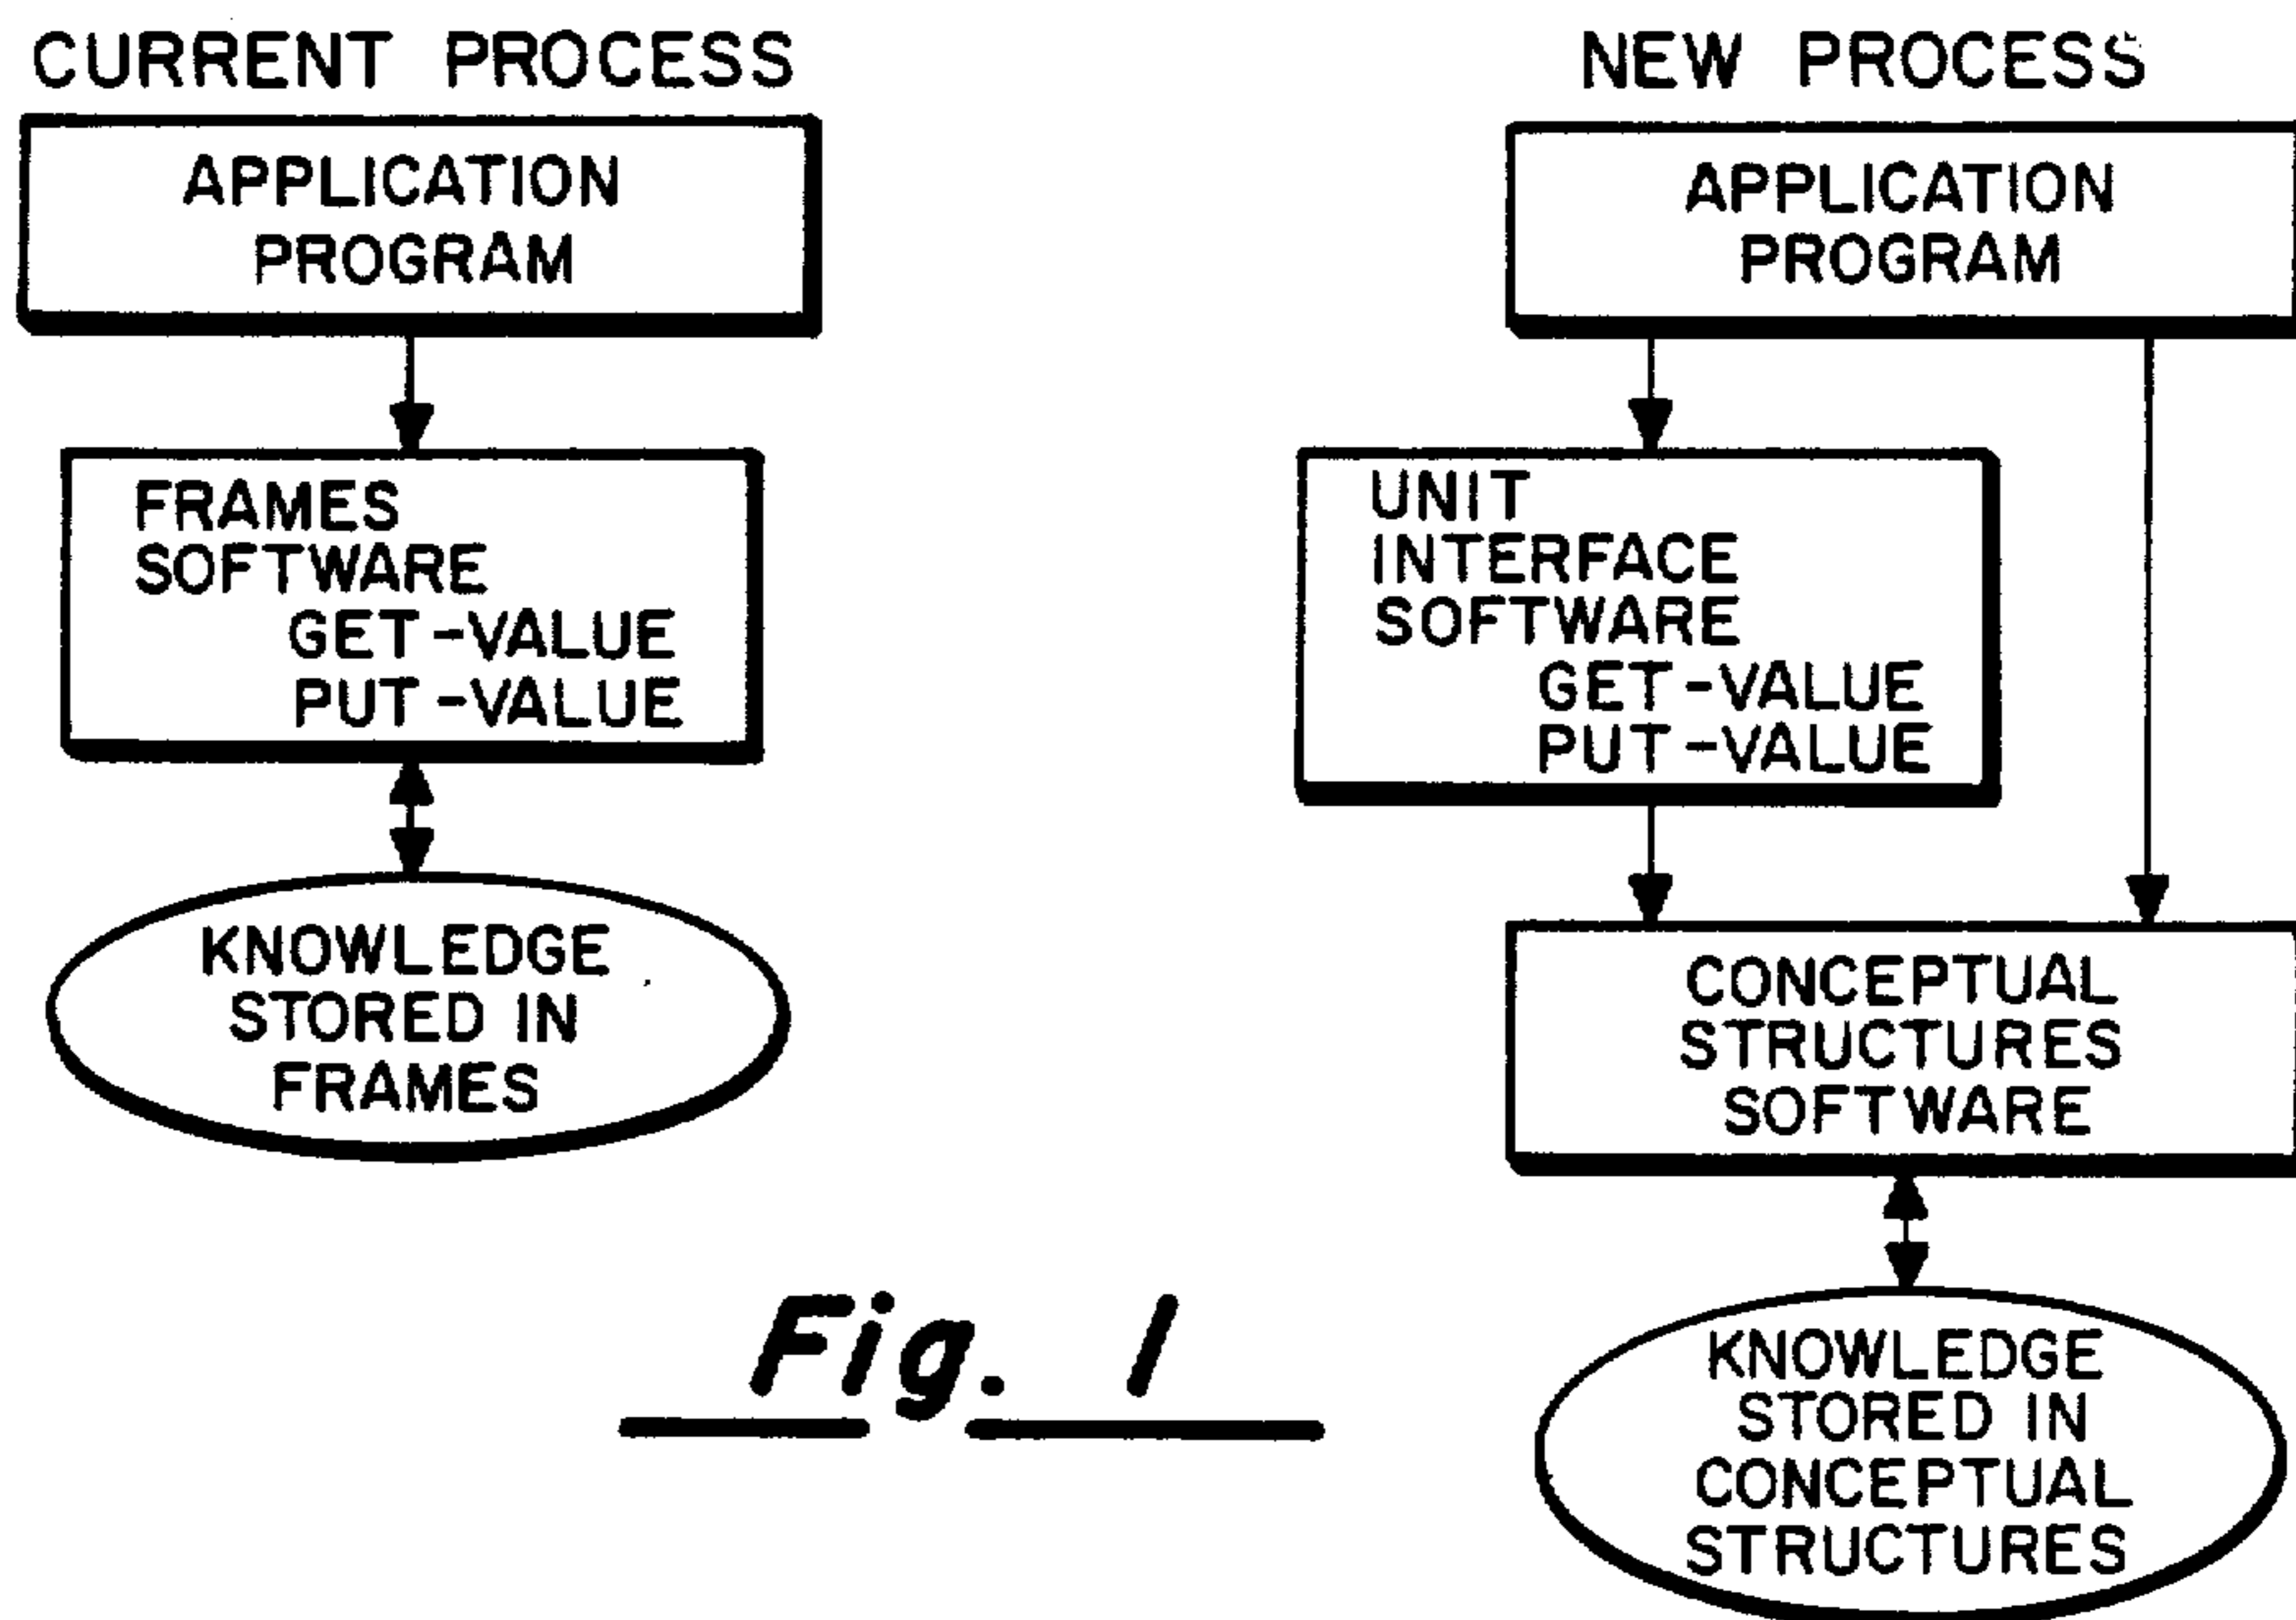 CURRENT PROCESS
APPLICATION
PROGRAM
FRAMES
SOFTWARE
GET-VALUE
PUT-VALUE
KNOWLEDGE
STORED IN
FRAMES
NEW PROCESS
APPLICATION
PROGRAM
UNIT
INTERFACE
SOFTWARE
GET-VALUE
PUT-VALUE
CONCEPTUAL
STRUCTURES
SOFTWARE
KNOWLEDGE
STORED IN
CONCEPTUAL
STRUCTURES
Fig. 1